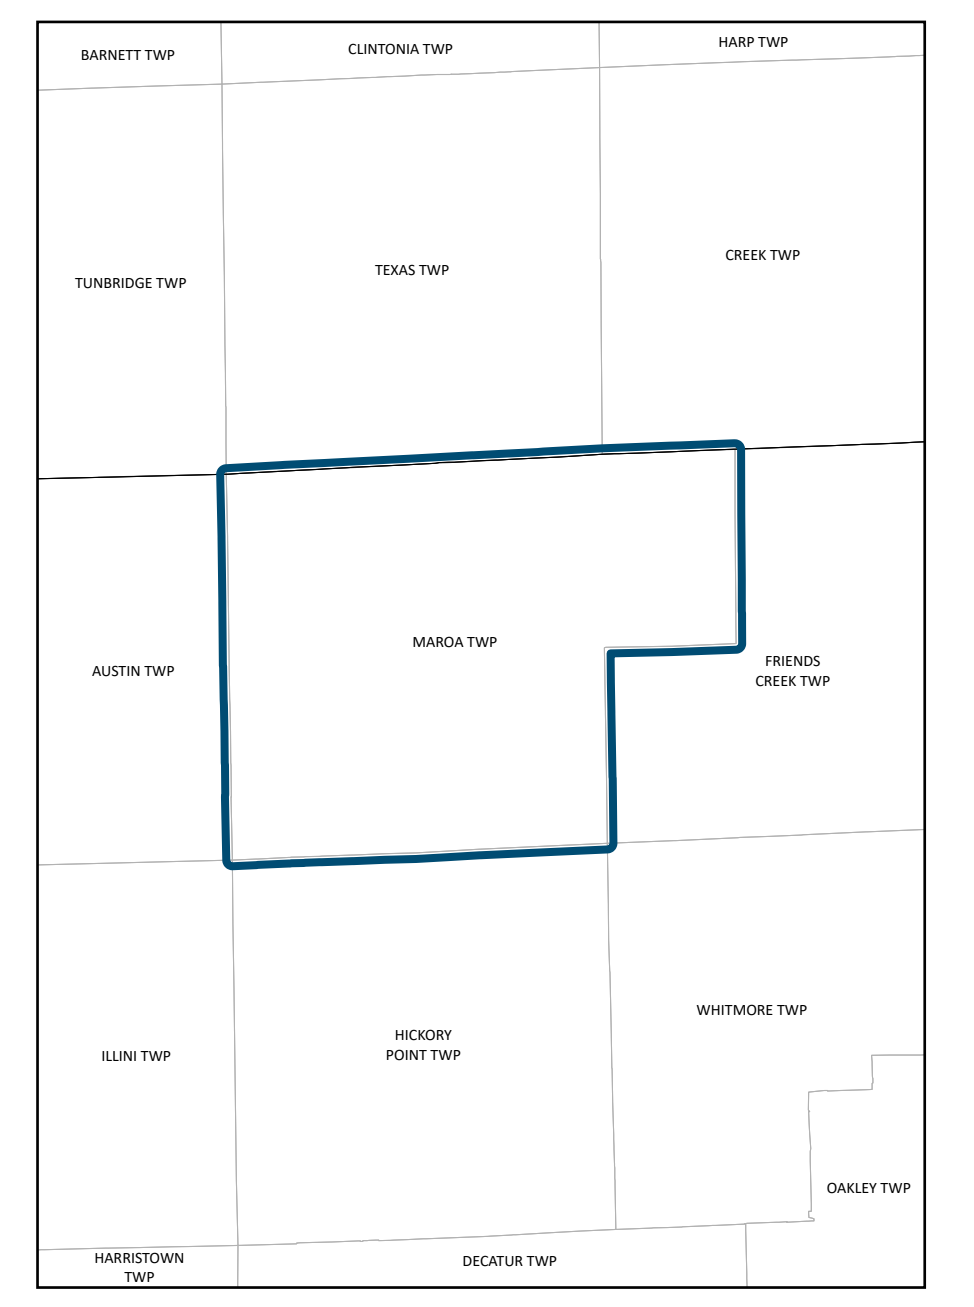 BARNETT TWP
CLINTONIA TWP
HARP TWP
TUNBRIDGE TWP
TEXAS TWP
CREEK TWP
AUSTIN TWP
MAROA TWP
FRIENDS
CREEK TWP
ILLINI TWP
HICKORY
POINT TWP
WHITMORE TWP
OAKLEY TWP
HARRISTOWN
TWP
DECATUR TWP